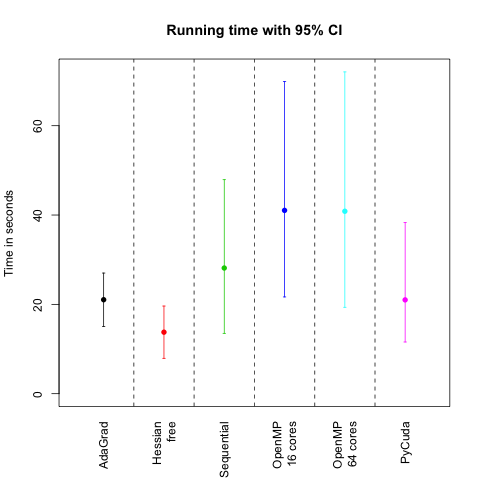 Running time with 95% CI
Time in seconds
60
40
20
0
AdaGrad
Hessian
free
Sequential
OpenMP
16 cores
OpenMP
64 cores
PyCuda